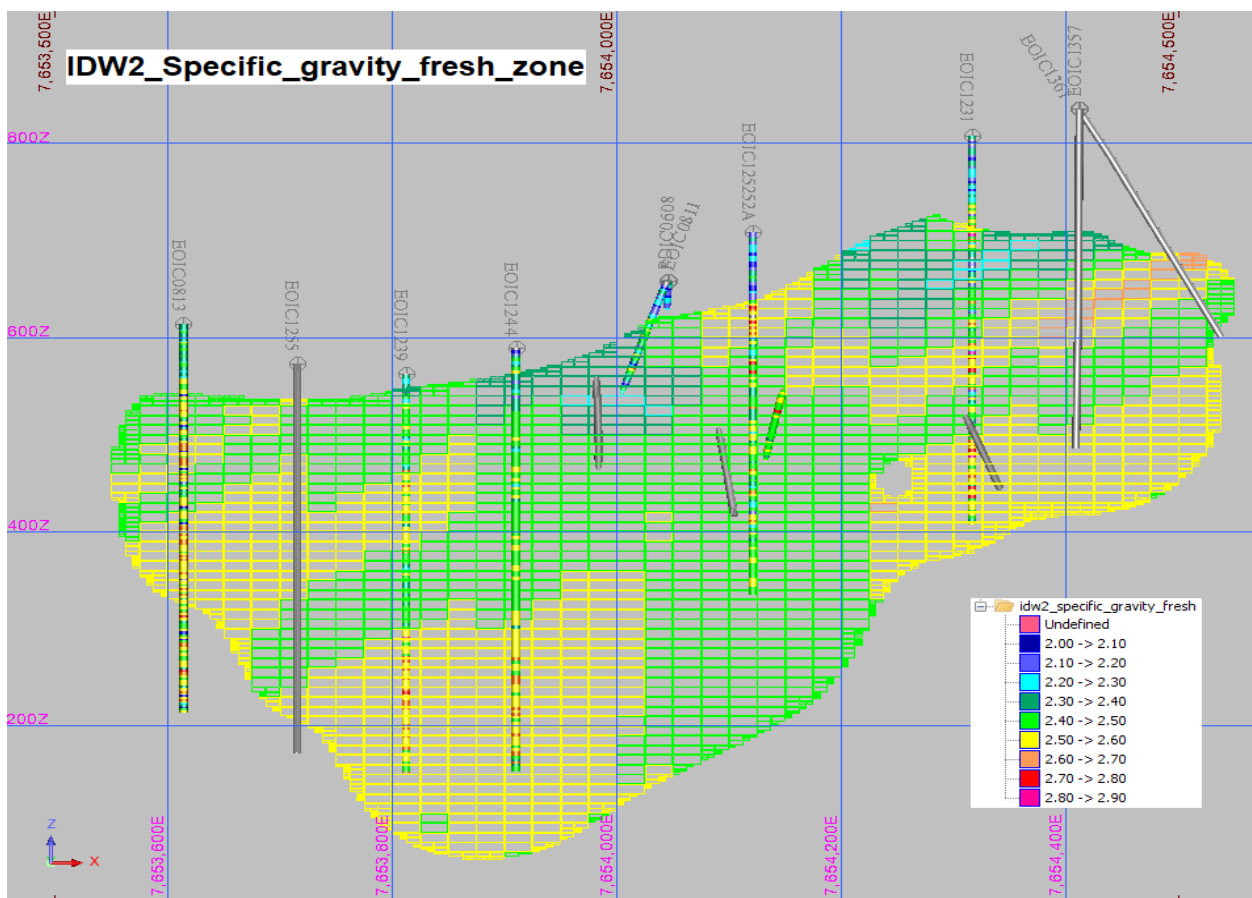 7,653,500E
7,654,000E
7,654,500E
IDW2_Specific_gravity_fresh_zone
800Z
600Z
400Z
200Z
EOIC0813
EOIC1255
EOIC1239
EOIC1244
EOIC125252A
EOIC1231
EOIC1361
EOIC1357
idw2_specific_gravity_fresh
Undefined
2.00 -> 2.10
2.10 -> 2.20
2.20 -> 2.30
2.30 -> 2.40
2.40 -> 2.50
2.50 -> 2.60
2.60 -> 2.70
2.70 -> 2.80
2.80 -> 2.90
7,653,600E
7,653,800E
7,654,000E
7,654,200E
7,654,400E
Z
X